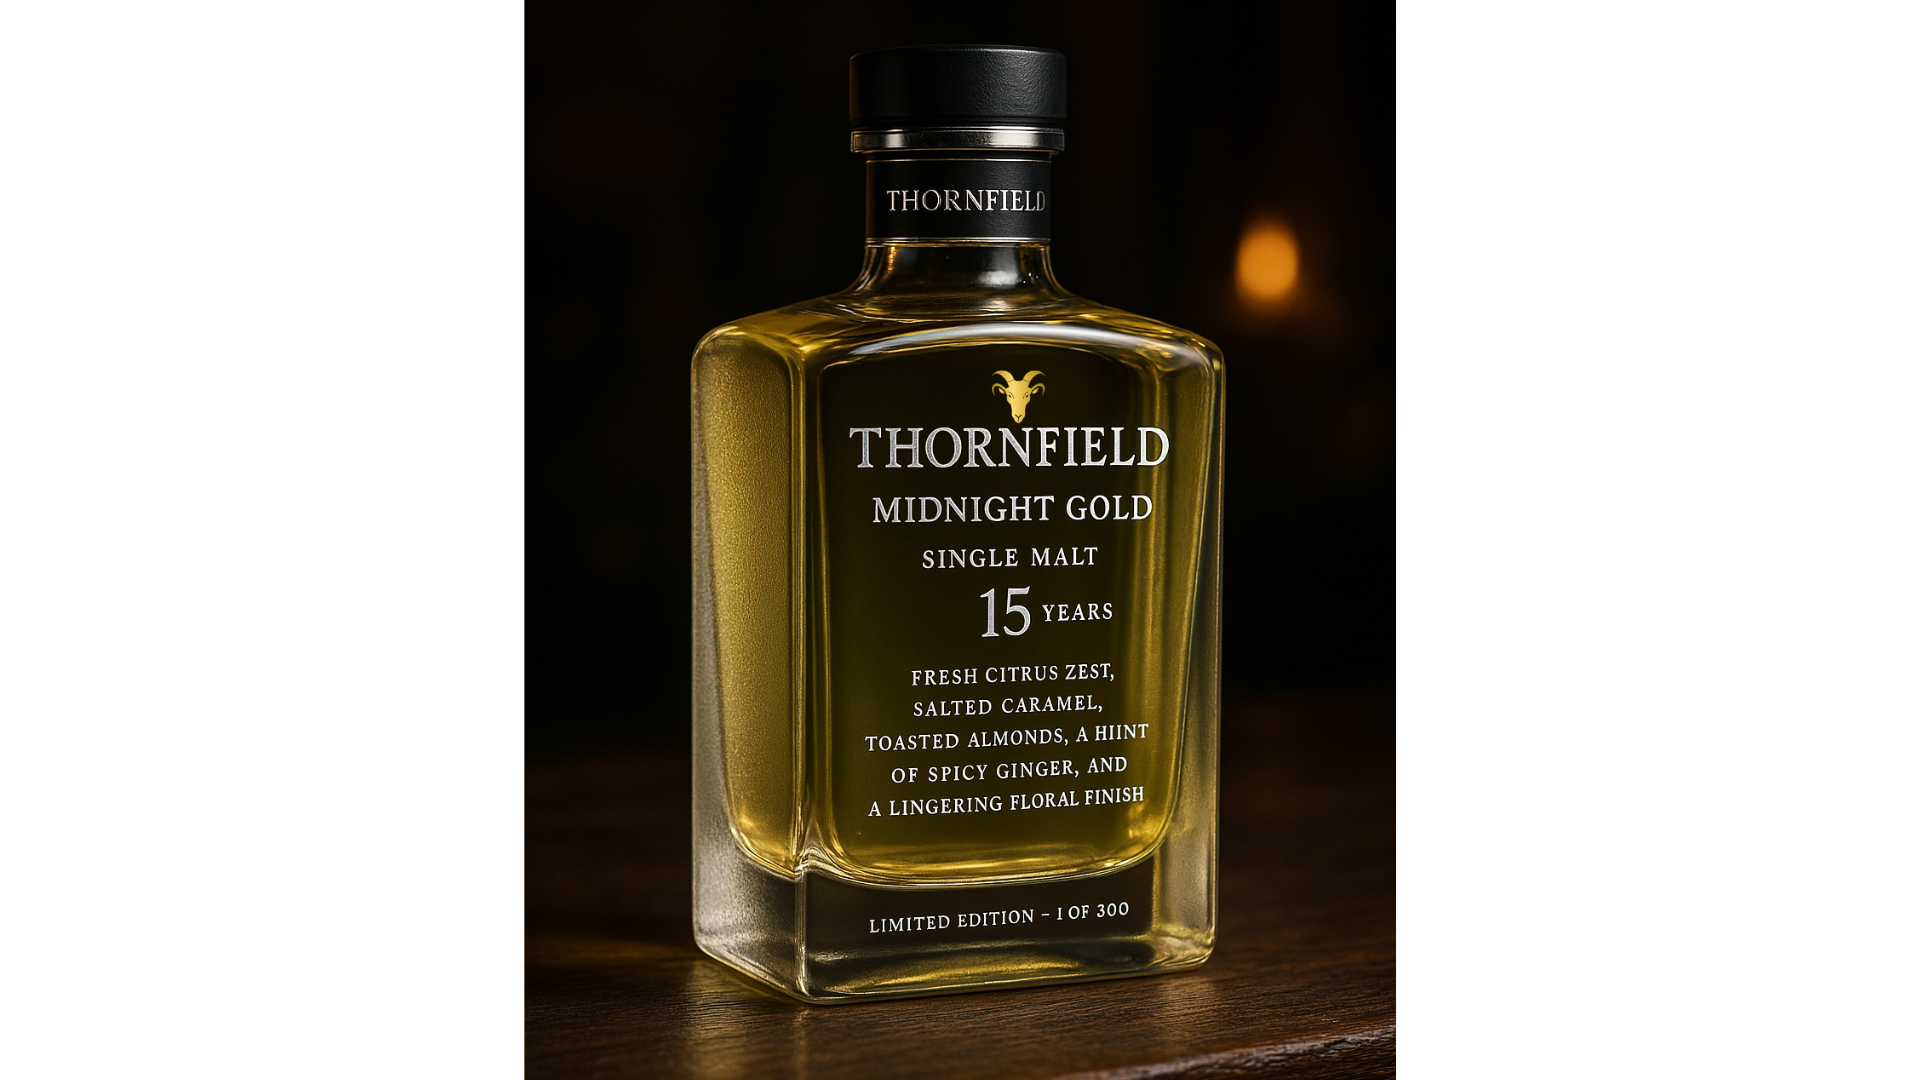 THORNFIELD
THORNFIELD
MIDNIGHT GOLD
SINGLE MALT
15 YEARS
FRESH CITRUS ZEST,
SALTED CARAMEL,
TOASTED ALMONDS, A HIINT
OF SPICY GINGER, AND
A LINGERING FLORAL FINISH
LIMITED EDITION – 1 OF 300